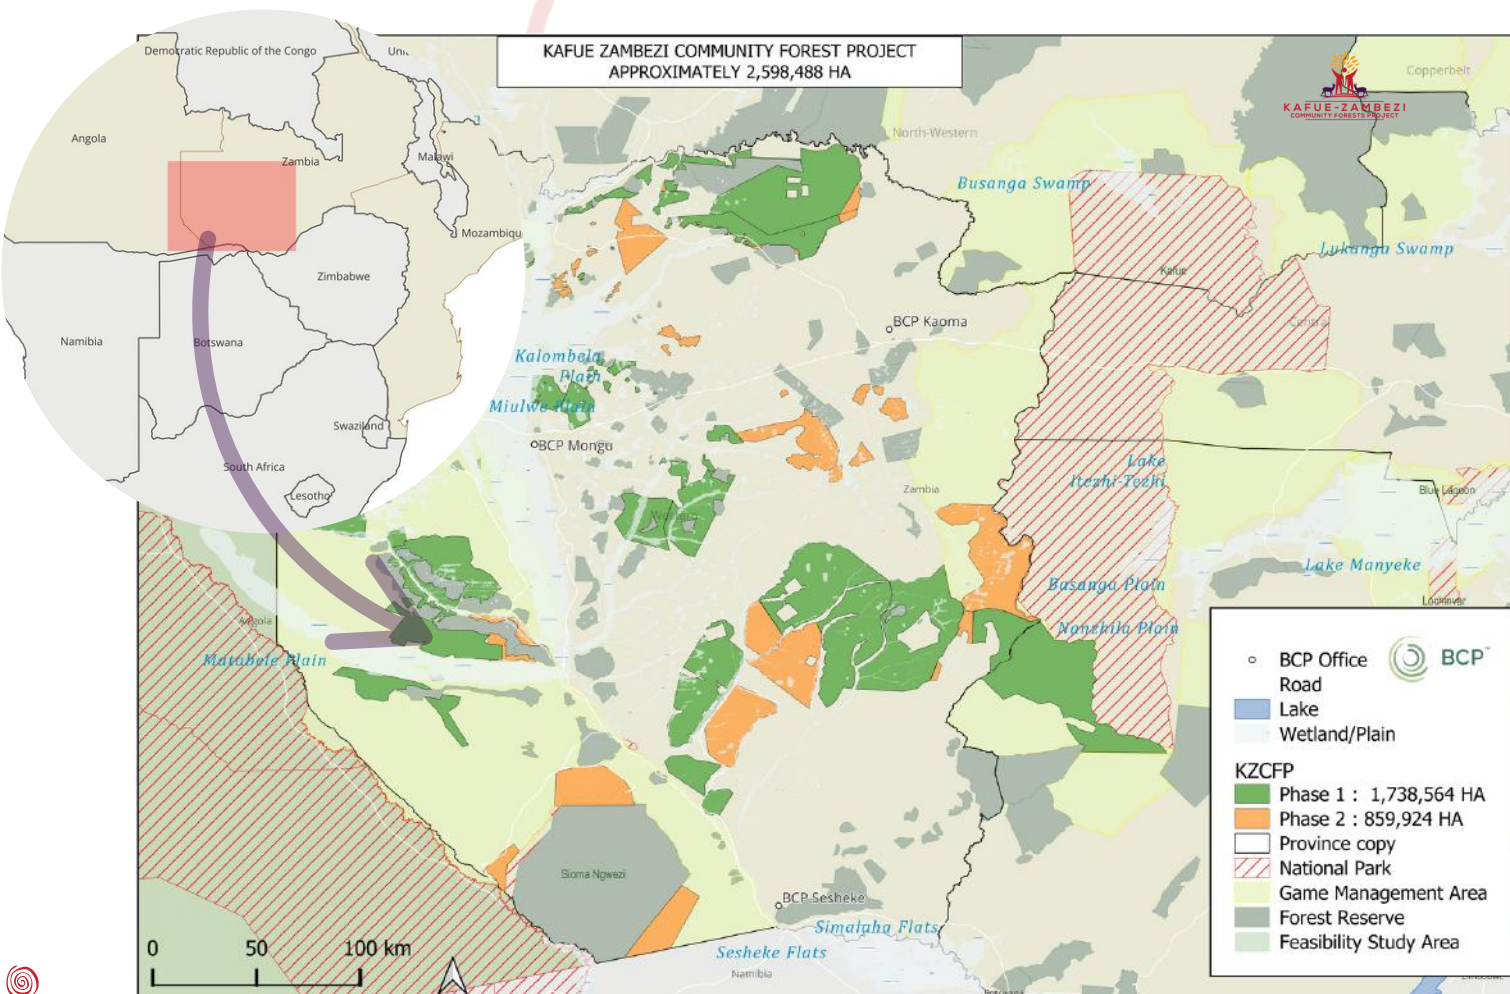 KAFUE ZAMBEZI COMMUNITY FOREST PROJECT
APPROXIMATELY 2,598,488 HA
Democratic Republic of the Congo
Angola
Zambia
Malawi
Mozambiqu
Zimbabwe
Namibia
Botswana
Swaziland
South Africa
Lesotho
KAFUE-ZAMBEZI
COMMUNITY FORESTS PROJECT
Copperbelt
North-Western
Busanga Swamp
Lukanga Swamp
Kafue
Central
BCP Kaoma
Kalombela
Plain
Miulwe Plain
BCP Mongu
Lake
Itezhi-Tezhi
Zambia
Blue Lagoon
Western
Lake Manyeke
Basanga Plain
Lochinvar
Angola
Nanzhila Plain
Matabele Plain
Sioma Ngwezi
BCP Sesheke
Simalaha Flats
Sesheke Flats
Namibia
Botswana
0 50 100 km
BCP Office
BCP™
Road
Lake
Wetland/Plain
KZCFP
Phase 1 : 1,738,564 HA
Phase 2 : 859,924 HA
Province copy
National Park
Game Management Area
Forest Reserve
Feasibility Study Area